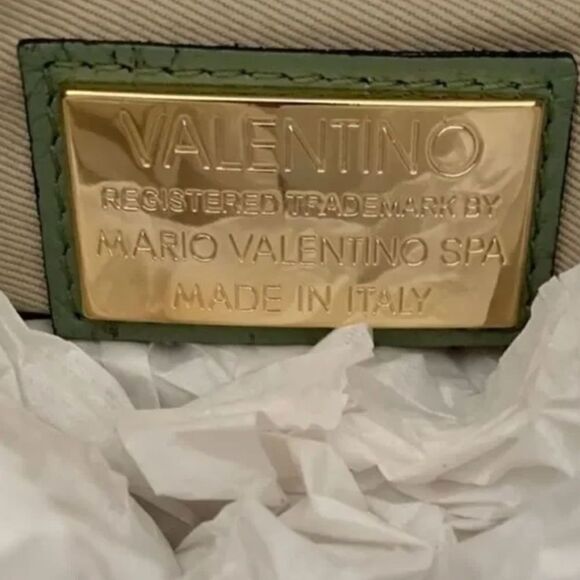 VALENTINO
REGISTERED TRADEMARK BY
MARIO VALENTINO SPA
MADE IN ITALY